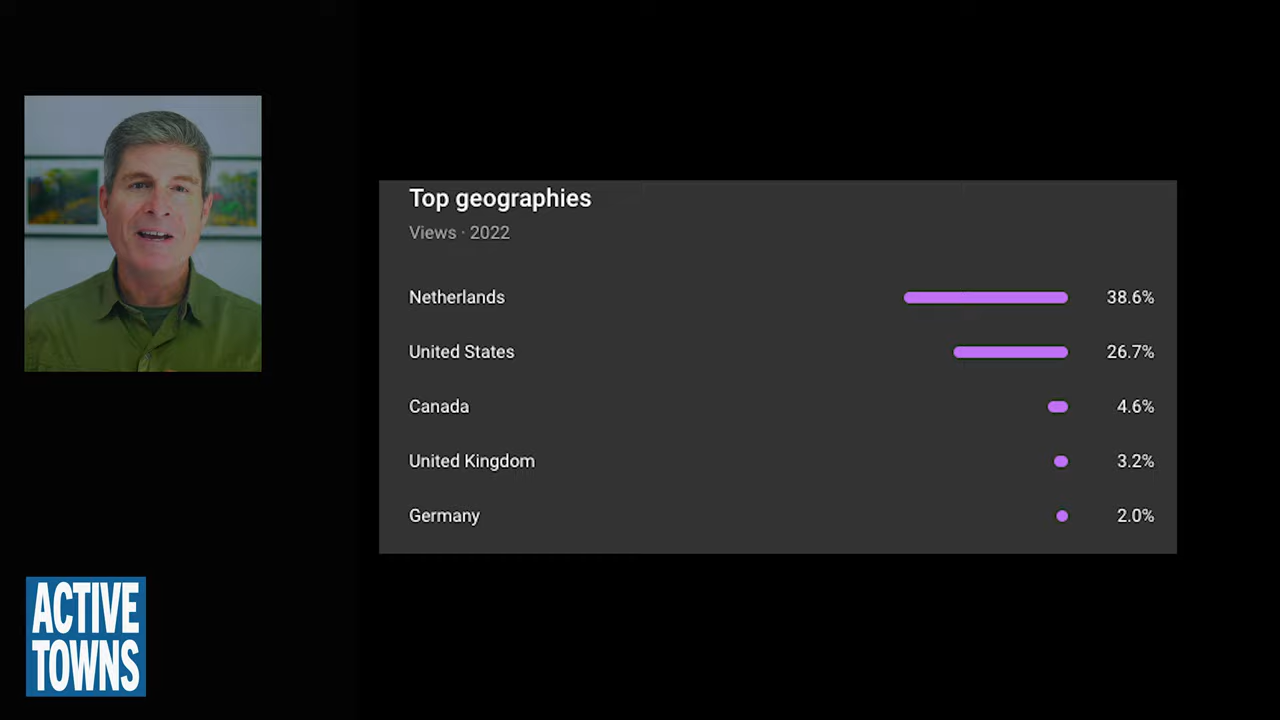 Top geographies
Views · 2022
Netherlands 38.6%
United States 26.7%
Canada 4.6%
United Kingdom 3.2%
Germany 2.0%
ACTIVE
TOWNS